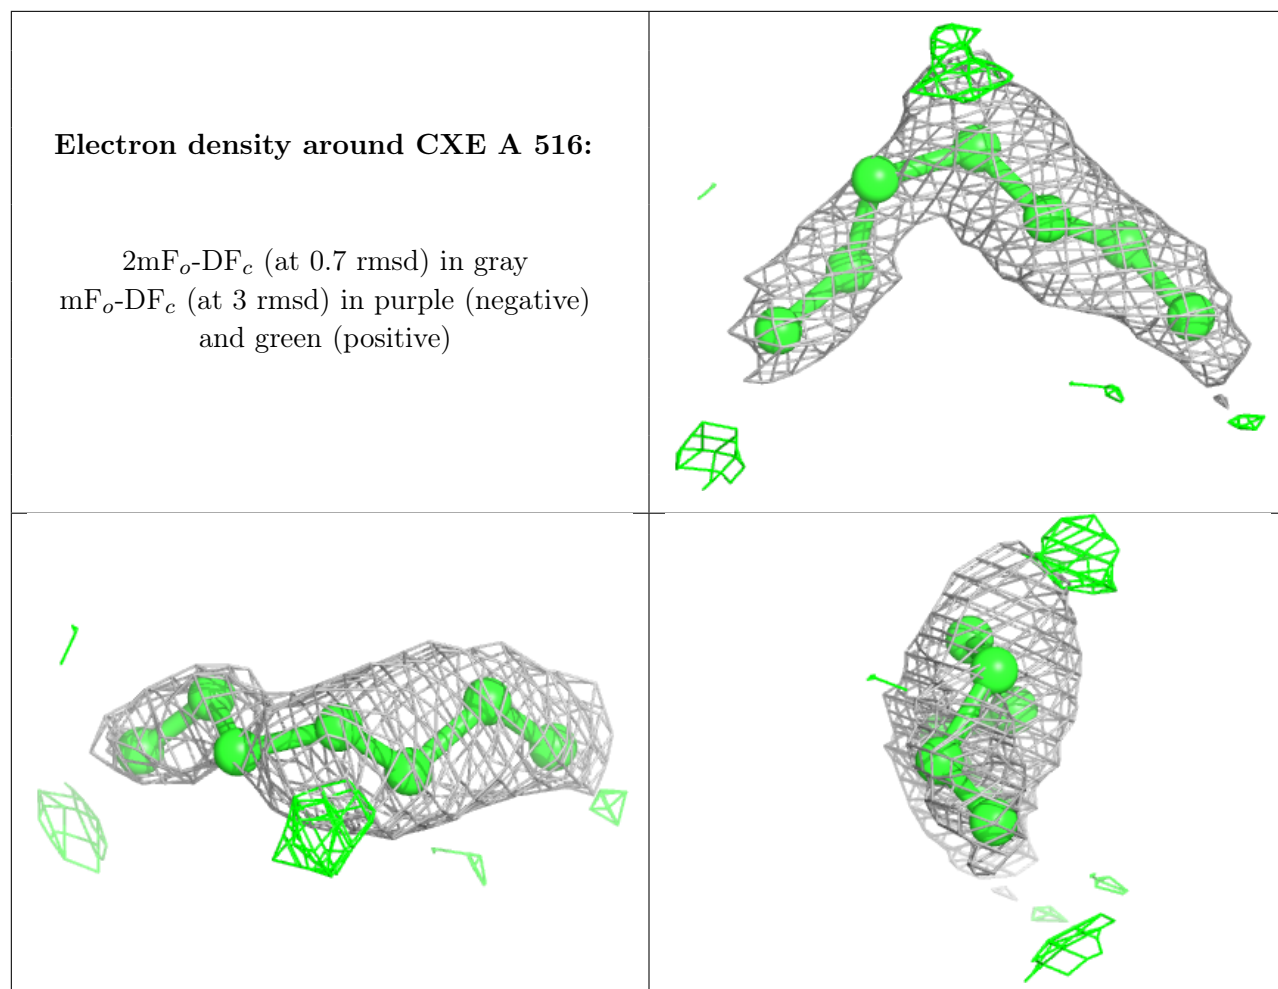 Electron density around CXE A 516:
2mFo-DFc (at 0.7 rmsd) in gray
mFo-DFc (at 3 rmsd) in purple (negative)
and green (positive)